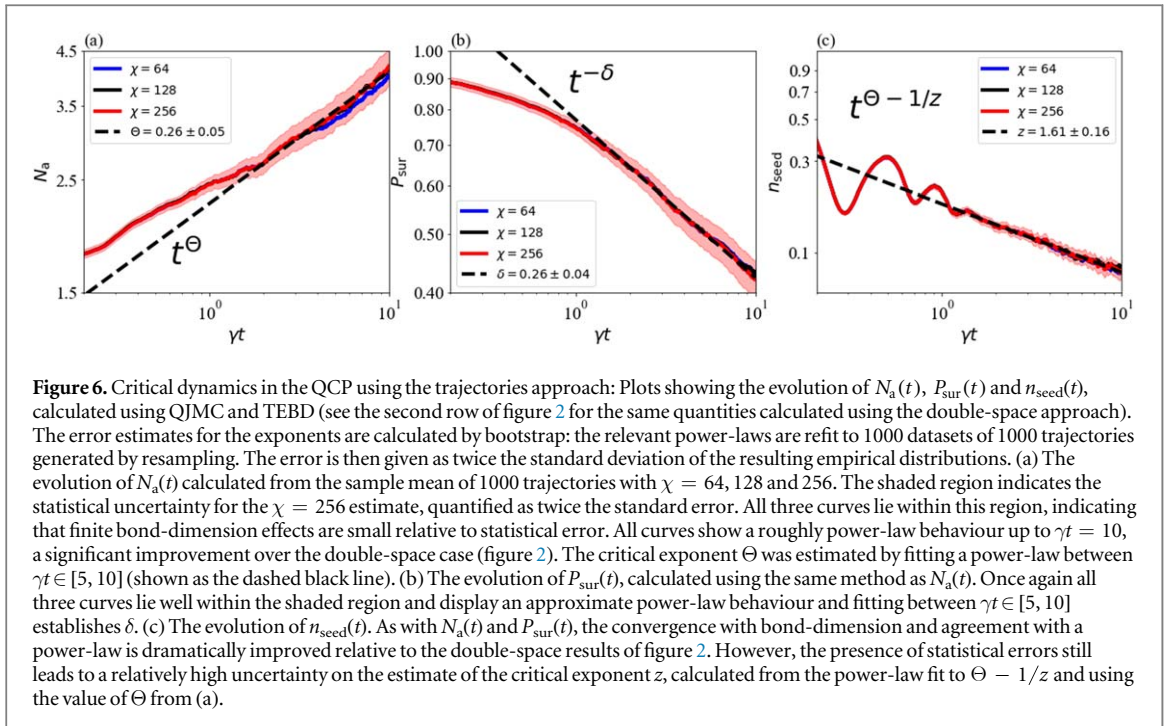 (a)
4.5
3.5
2.5
1.5
N_a
χ = 64
χ = 128
χ = 256
Θ = 0.26 ± 0.05
t^Θ
10^0
10^1
γt
(b)
1.00
0.90
0.80
0.70
0.60
0.50
0.40
P_sur
t^{−δ}
χ = 64
χ = 128
χ = 256
δ = 0.26 ± 0.04
10^0
10^1
γt
(c)
0.9
0.7
0.5
0.3
0.1
n_seed
t^{Θ − 1/z}
χ = 64
χ = 128
χ = 256
z = 1.61 ± 0.16
10^0
10^1
γt
Figure 6. Critical dynamics in the QCP using the trajectories approach: Plots showing the evolution of N_a(t), P_sur(t) and n_seed(t),
calculated using QJMC and TEBD (see the second row of figure 2 for the same quantities calculated using the double-space approach).
The error estimates for the exponents are calculated by bootstrap: the relevant power-laws are refit to 1000 datasets of 1000 trajectories
generated by resampling. The error is then given as twice the standard deviation of the resulting empirical distributions. (a) The
evolution of N_a(t) calculated from the sample mean of 1000 trajectories with χ = 64, 128 and 256. The shaded region indicates the
statistical uncertainty for the χ = 256 estimate, quantified as twice the standard error. All three curves lie within this region, indicating
that finite bond-dimension effects are small relative to statistical error. All curves show a roughly power-law behaviour up to γt = 10,
a significant improvement over the double-space case (figure 2). The critical exponent Θ was estimated by fitting a power-law between
γt ∈ [5, 10] (shown as the dashed black line). (b) The evolution of P_sur(t), calculated using the same method as N_a(t). Once again all
three curves lie well within the shaded region and display an approximate power-law behaviour and fitting between γt ∈ [5, 10]
establishes δ. (c) The evolution of n_seed(t). As with N_a(t) and P_sur(t), the convergence with bond-dimension and agreement with a
power-law is dramatically improved relative to the double-space results of figure 2. However, the presence of statistical errors still
leads to a relatively high uncertainty on the estimate of the critical exponent z, calculated from the power-law fit to Θ − 1/z and using
the value of Θ from (a).